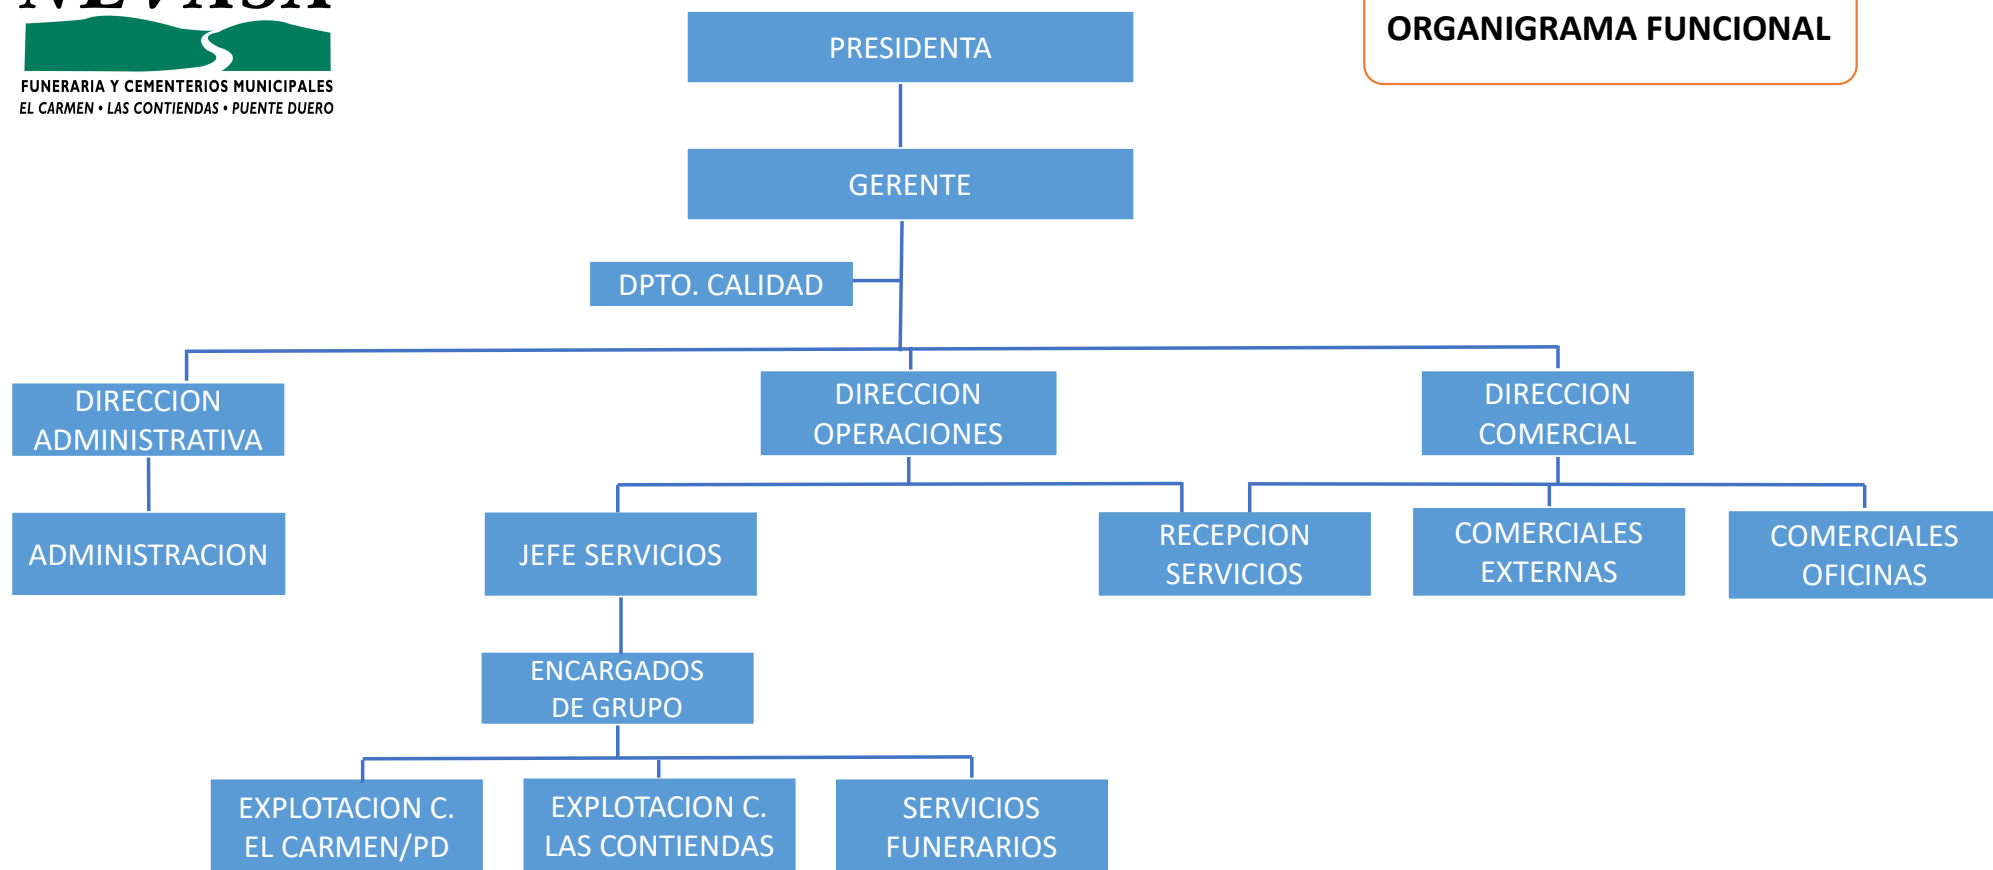 NEVASA
FUNERARIA Y CEMENTERIOS MUNICIPALES
EL CARMEN • LAS CONTIENDAS • PUENTE DUERO
ORGANIGRAMA FUNCIONAL
PRESIDENTA
GERENTE
DPTO. CALIDAD
DIRECCION
ADMINISTRATIVA
DIRECCION
OPERACIONES
DIRECCION
COMERCIAL
ADMINISTRACION
JEFE SERVICIOS
RECEPCION
SERVICIOS
COMERCIALES
EXTERNAS
COMERCIALES
OFICINAS
ENCARGADOS
DE GRUPO
EXPLOTACION C.
EL CARMEN/PD
EXPLOTACION C.
LAS CONTIENDAS
SERVICIOS
FUNERARIOS